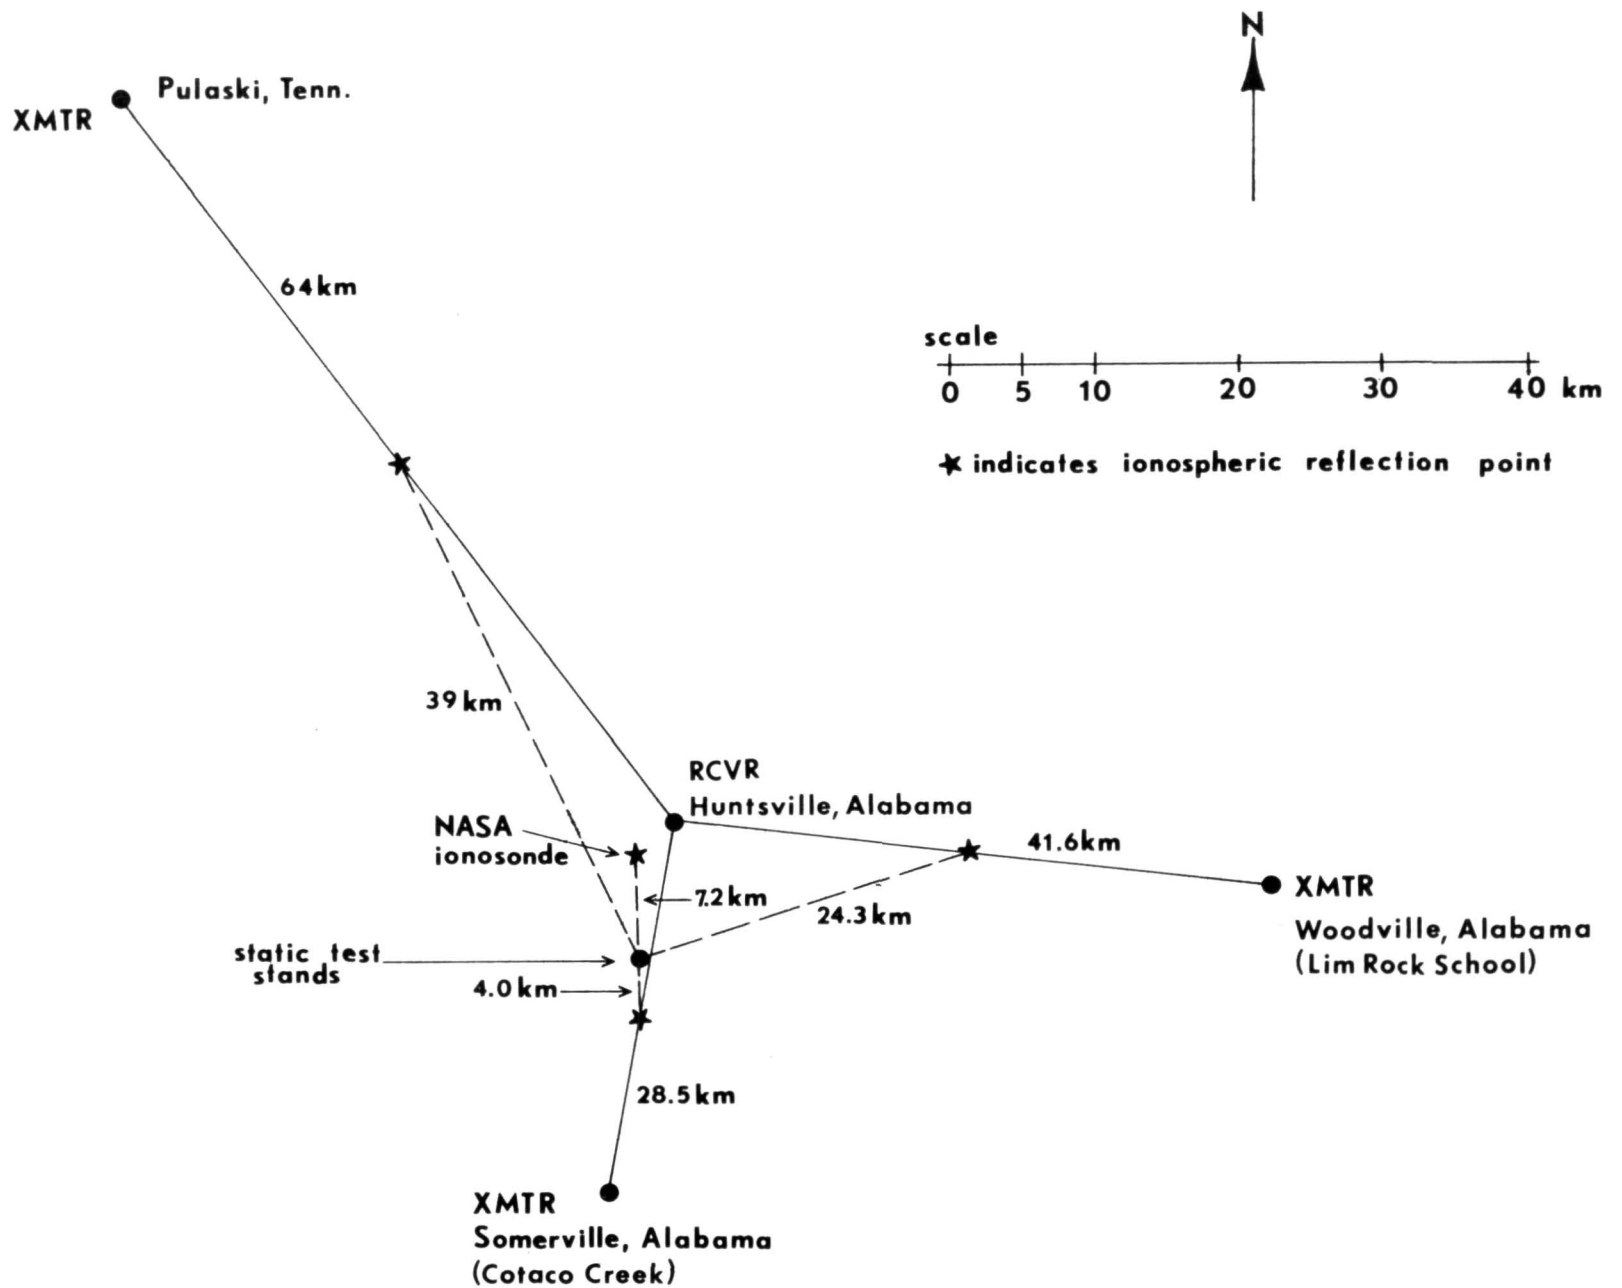 N
Pulaski, Tenn.
XMTR
64km
scale
0 5 10 20 30 40 km
★ indicates ionospheric reflection point
39 km
RCVR
Huntsville, Alabama
NASA
ionosonde
41.6km
7.2km
24.3km
XMTR
Woodville, Alabama
(Lim Rock School)
static test
stands
4.0km
28.5km
XMTR
Somerville, Alabama
(Cotaco Creek)